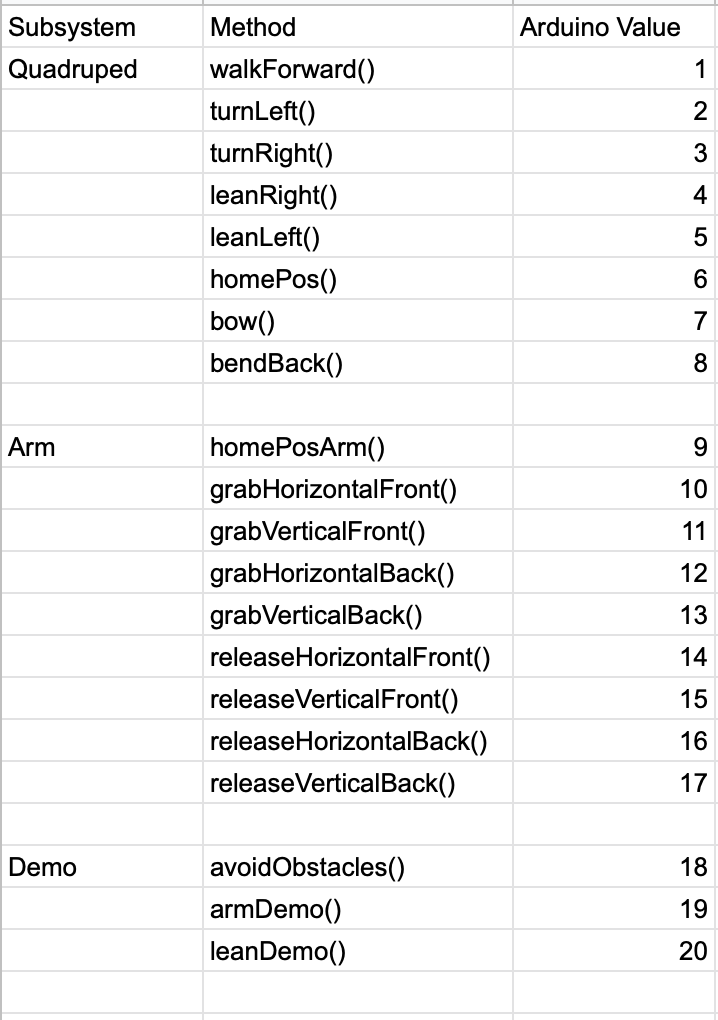 Subsystem Method Arduino Value
Quadruped walkForward() 1
turnLeft() 2
turnRight() 3
leanRight() 4
leanLeft() 5
homePos() 6
bow() 7
bendBack() 8
Arm homePosArm() 9
grabHorizontalFront() 10
grabVerticalFront() 11
grabHorizontalBack() 12
grabVerticalBack() 13
releaseHorizontalFront() 14
releaseVerticalFront() 15
releaseHorizontalBack() 16
releaseVerticalBack() 17
Demo avoidObstacles() 18
armDemo() 19
leanDemo() 20